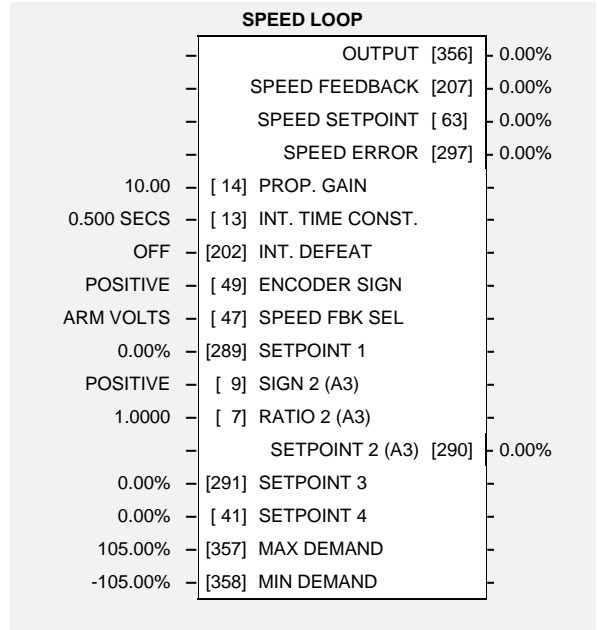 SPEED LOOP
– OUTPUT [356] – 0.00%
– SPEED FEEDBACK [207] – 0.00%
– SPEED SETPOINT [ 63] – 0.00%
– SPEED ERROR [297] – 0.00%
10.00 – [ 14] PROP. GAIN –
0.500 SECS – [ 13] INT. TIME CONST. –
OFF – [202] INT. DEFEAT –
POSITIVE – [ 49] ENCODER SIGN –
ARM VOLTS – [ 47] SPEED FBK SEL –
0.00% – [289] SETPOINT 1 –
POSITIVE – [ 9] SIGN 2 (A3) –
1.0000 – [ 7] RATIO 2 (A3) –
– SETPOINT 2 (A3) [290] – 0.00%
0.00% – [291] SETPOINT 3 –
0.00% – [ 41] SETPOINT 4 –
105.00% – [357] MAX DEMAND –
-105.00% – [358] MIN DEMAND –